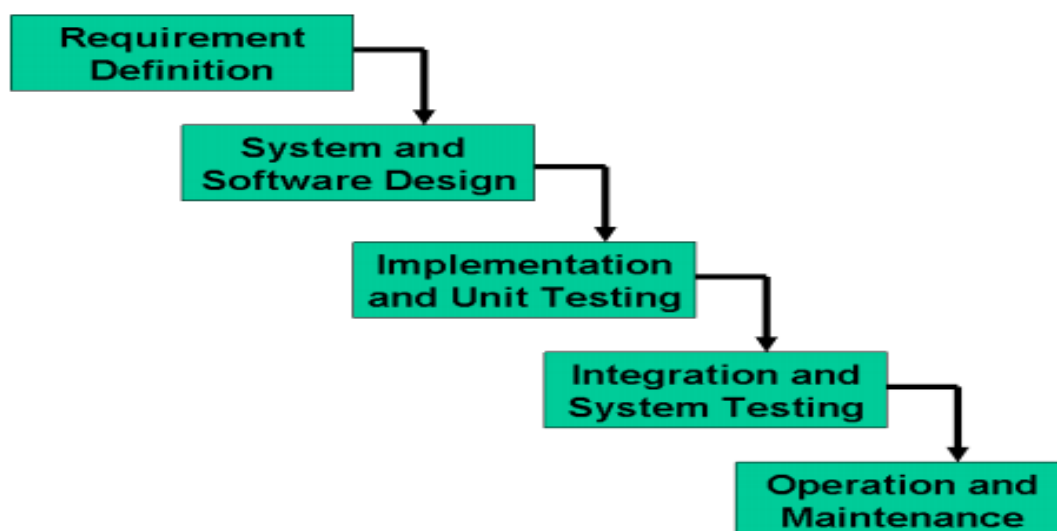 Requirement
Definition
System and
Software Design
Implementation
and Unit Testing
Integration and
System Testing
Operation and
Maintenance